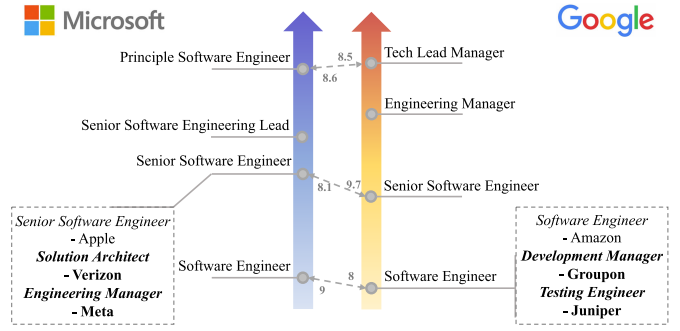 Microsoft
Google
Principle Software Engineer
8.5
Tech Lead Manager
8.6
Engineering Manager
Senior Software Engineering Lead
Senior Software Engineer
8.1
9.7
Senior Software Engineer
Senior Software Engineer
- Apple
Solution Architect
- Verizon
Engineering Manager
- Meta
Software Engineer
9
8
Software Engineer
Software Engineer
- Amazon
Development Manager
- Groupon
Testing Engineer
- Juniper